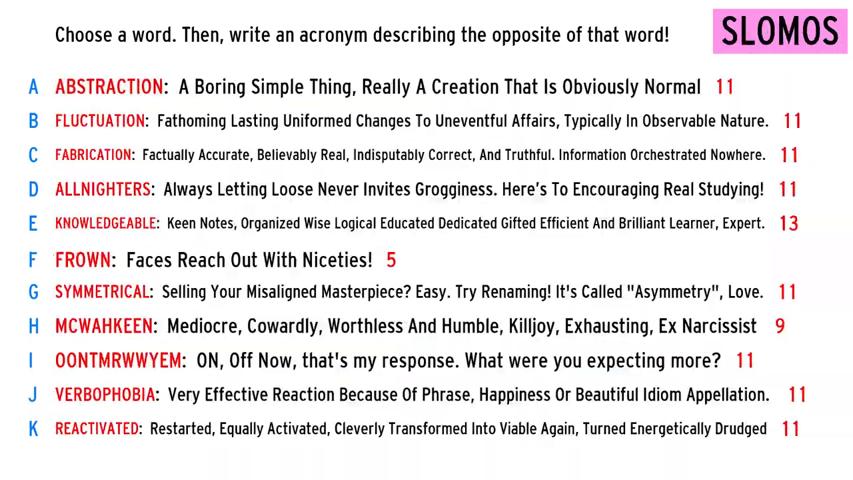 Choose a word. Then, write an acronym describing the opposite of that word!
SLOMOS
A ABSTRACTION: A Boring Simple Thing, Really A Creation That Is Obviously Normal 11
B FLUCTUATION: Fathoming Lasting Uniformed Changes To Uneventful Affairs, Typically In Observable Nature. 11
C FABRICATION: Factually Accurate, Believably Real, Indisputably Correct, And Truthful. Information Orchestrated Nowhere. 11
D ALLNIGHTERS: Always Letting Loose Never Invites Grogginess. Here's To Encouraging Real Studying! 11
E KNOWLEDGEABLE: Keen Notes, Organized Wise Logical Educated Dedicated Gifted Efficient And Brilliant Learner, Expert. 13
F FROWN: Faces Reach Out With Niceties! 5
G SYMMETRICAL: Selling Your Misaligned Masterpiece? Easy. Try Renaming! It's Called "Asymmetry", Love. 11
H MCWAHKEEN: Mediocre, Cowardly, Worthless And Humble, Killjoy, Exhausting, Ex Narcissist 9
I OONTMRWWYEM: ON, Off Now, that's my response. What were you expecting more? 11
J VERBOPHOBIA: Very Effective Reaction Because Of Phrase, Happiness Or Beautiful Idiom Appellation. 11
K REACTIVATED: Restarted, Equally Activated, Cleverly Transformed Into Viable Again, Turned Energetically Drudged 11